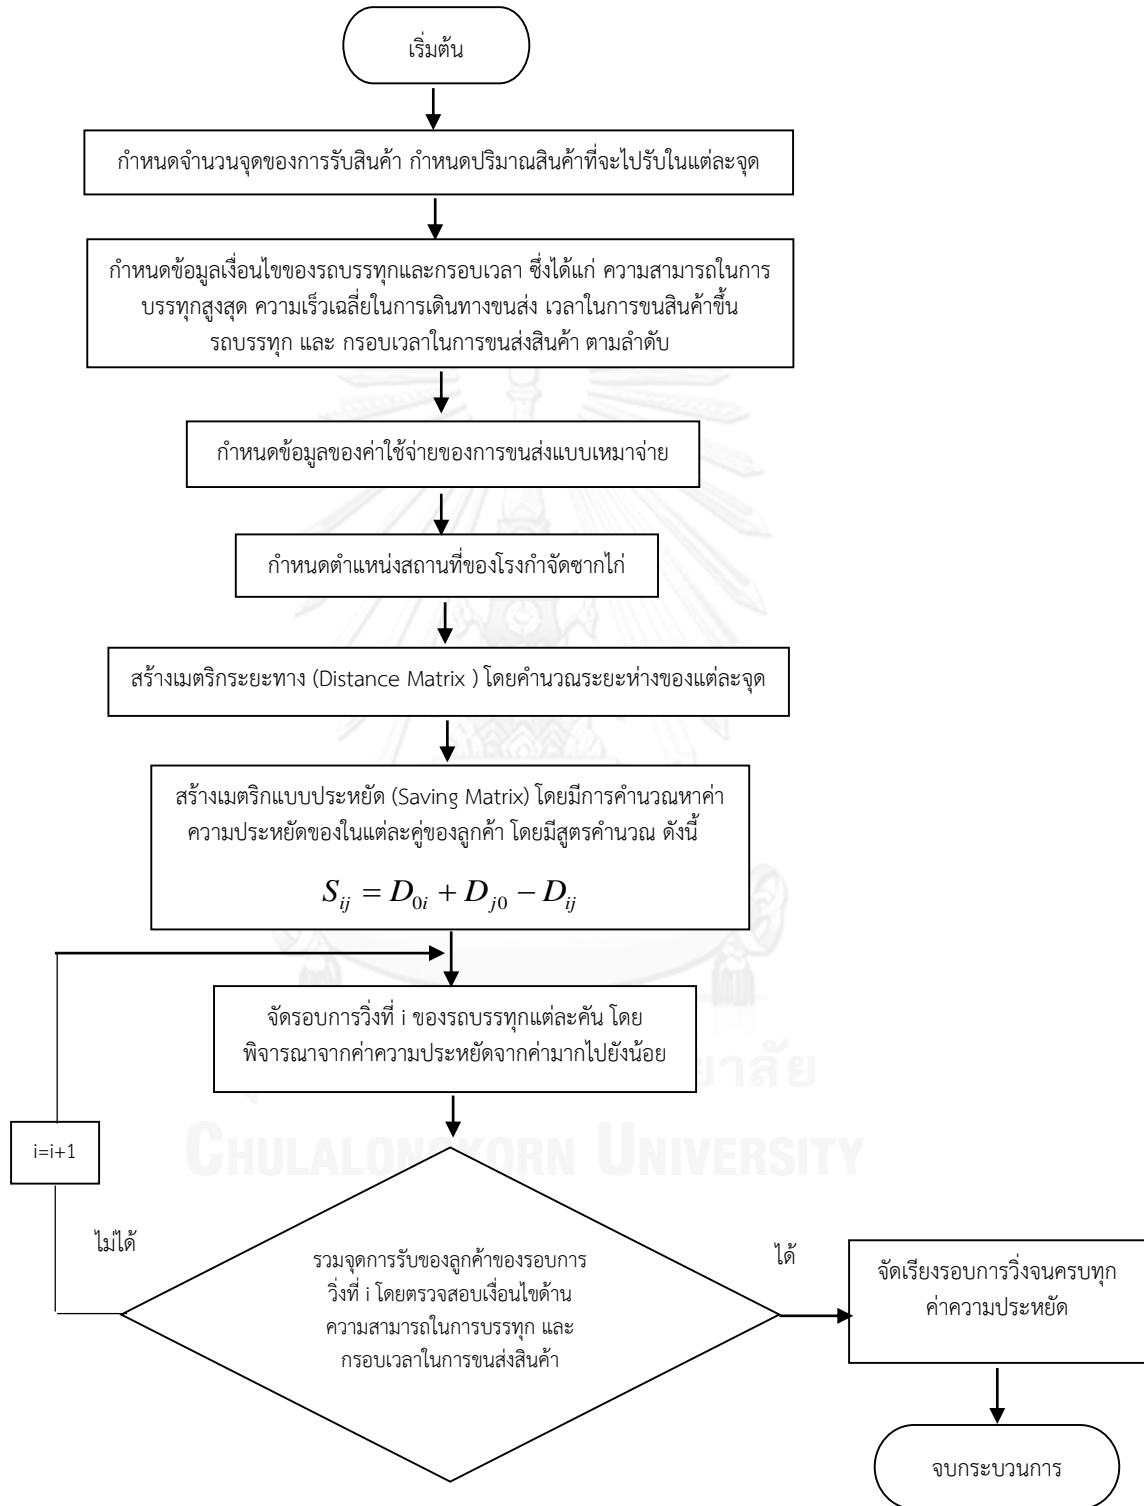 เริ่มต้น
กำหนดจำนวนจุดของการรับสินค้า กำหนดปริมาณสินค้าที่จะไปรับในแต่ละจุด
กำหนดข้อมูลเงื่อนไขของรถบรรทุกและกรอบเวลา ซึ่งได้แก่ ความสามารถในการ
บรรทุกสูงสุด ความเร็วเฉลี่ยในการเดินทางขนส่ง เวลาในการขนสินค้าขึ้น
รถบรรทุก และ กรอบเวลาในการขนส่งสินค้า ตามลำดับ
กำหนดข้อมูลของค่าใช้จ่ายของการขนส่งแบบเหมาจ่าย
กำหนดตำแหน่งสถานที่ของโรงกำจัดซากไก่
สร้างเมตริกระยะทาง (Distance Matrix ) โดยคำนวณระยะห่างของแต่ละจุด
สร้างเมตริกแบบประหยัด (Saving Matrix) โดยมีการคำนวณหาค่า
ความประหยัดของในแต่ละคู่ของลูกค้า โดยมีสูตรคำนวณ ดังนี้
S_{ij} = D_{0i} + D_{j0} − D_{ij}
จัดรอบการวิ่งที่ i ของรถบรรทุกแต่ละคัน โดย
พิจารณาจากค่าความประหยัดจากค่ามากไปยังน้อย
ยาลัย
CHULALONGKORN UNIVERSITY
i=i+1
ไม่ได้
รวมจุดการรับของลูกค้าของรอบการ
วิ่งที่ i โดยตรวจสอบเงื่อนไขด้าน
ความสามารถในการบรรทุก และ
กรอบเวลาในการขนส่งสินค้า
ได้
จัดเรียงรอบการวิ่งจนครบทุก
ค่าความประหยัด
จบกระบวนการ